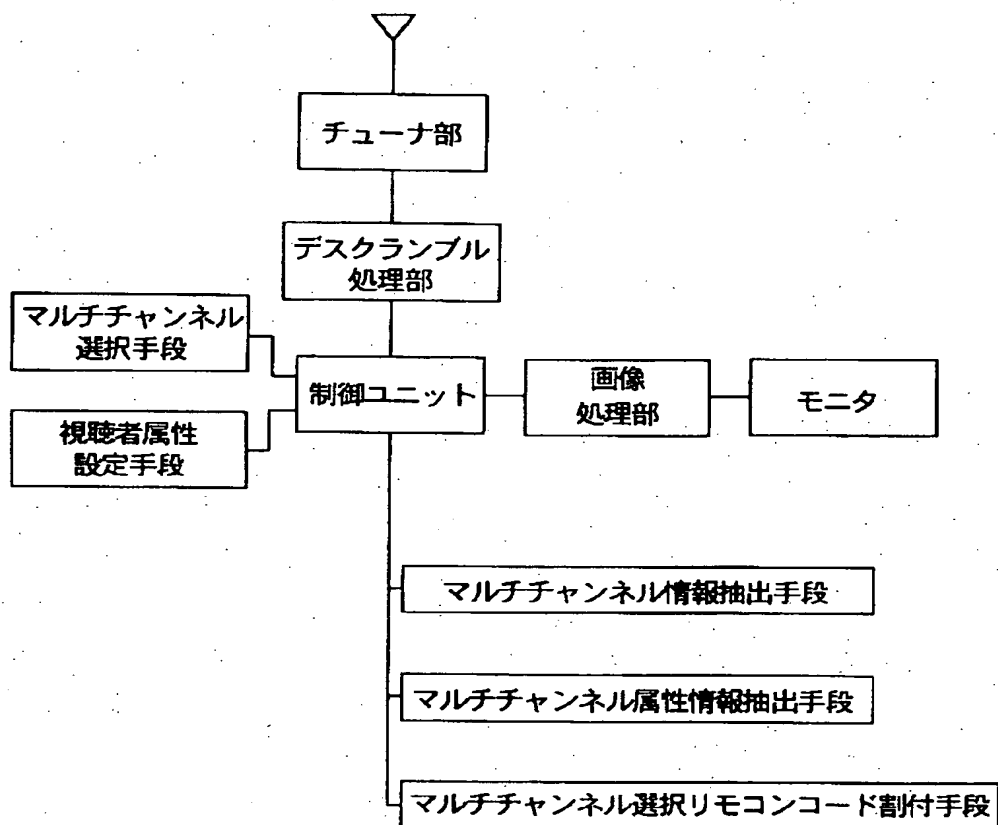 チューナ部
デスクランブル
処理部
マルチチャンネル
選択手段
制御ユニット
画像
処理部
モニタ
視聴者属性
設定手段
マルチチャンネル情報抽出手段
マルチチャンネル属性情報抽出手段
マルチチャンネル選択リモコンコード割付手段